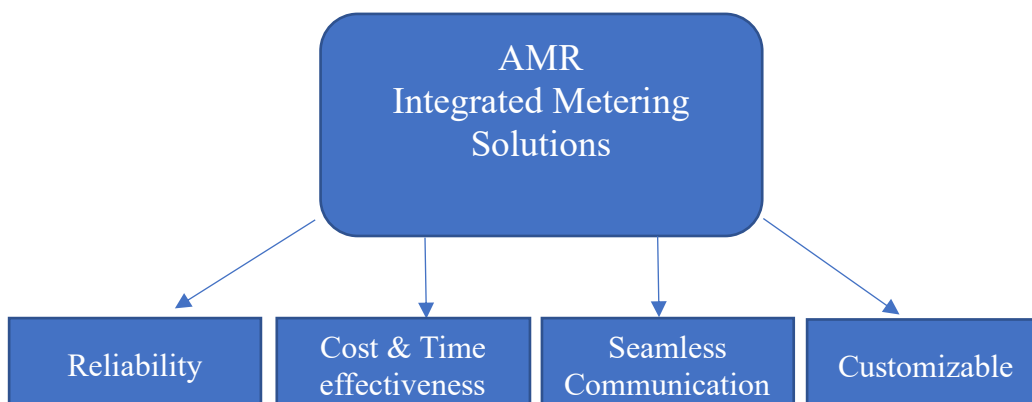 AMR
Integrated Metering
Solutions
Reliability
Cost & Time
effectiveness
Seamless
Communication
Customizable